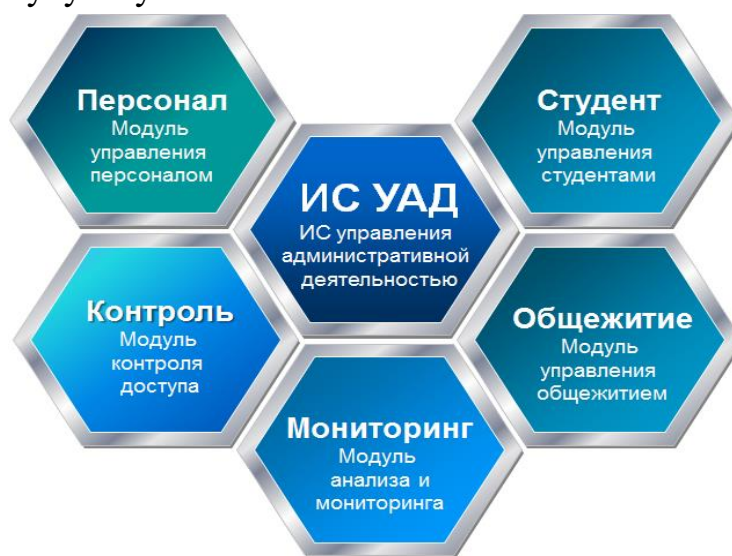 Персонал
Модуль
управления
персоналом
Студент
Модуль
управления
студентами
ИС УАД
ИС управления
административной
деятельностью
Контроль
Модуль
контроля
доступа
Общежитие
Модуль
управления
общежитием
Мониторинг
Модуль
анализа и
мониторинга